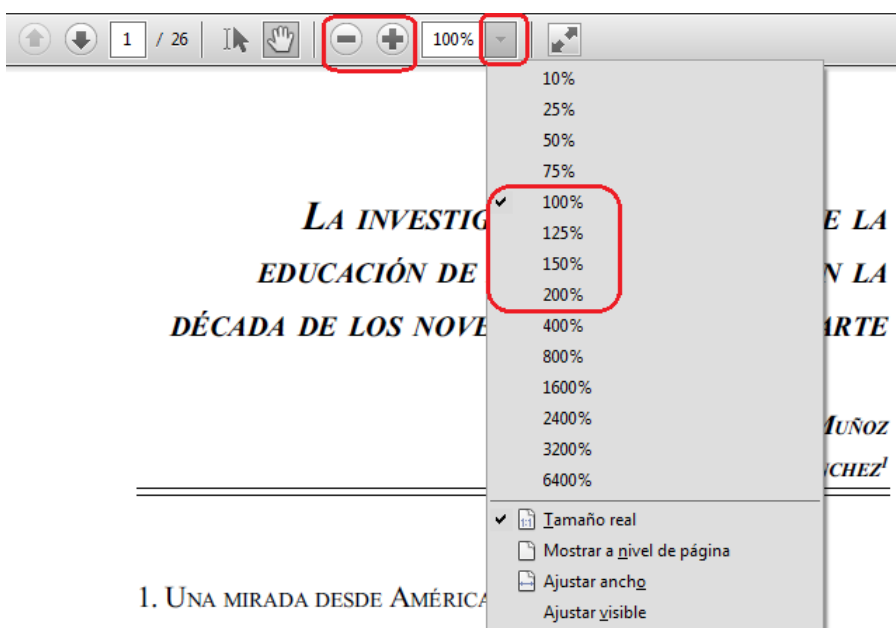 1 / 26 100%
10%
25%
50%
75%
100%
125%
150%
200%
400%
800%
1600%
2400%
3200%
6400%
Tamaño real
Mostrar a nivel de página
Ajustar ancho
Ajustar visible
LA INVESTIG E LA
EDUCACIÓN DE N LA
DÉCADA DE LOS NOVE ARTE
MUÑOZ
NCHEZ1
1. UNA MIRADA DESDE AMÉRICA